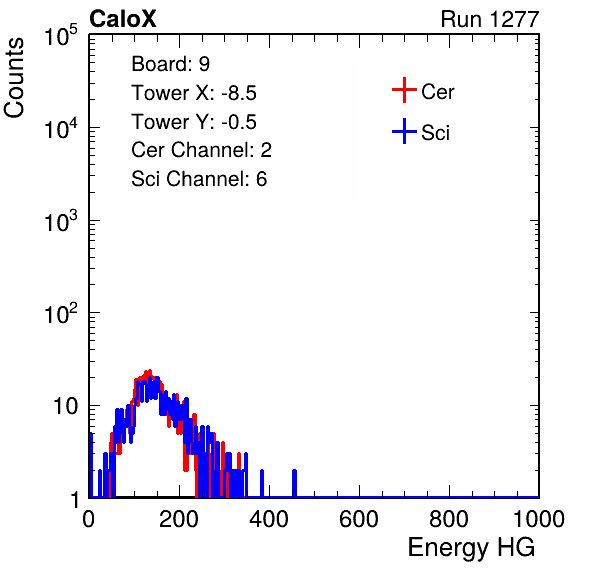 CaloX Run 1277
Counts
10^5
10^4
10^3
10^2
10
1
Board: 9
Tower X: -8.5
Tower Y: -0.5
Cer Channel: 2
Sci Channel: 6
Cer
Sci
0 200 400 600 800 1000
Energy HG